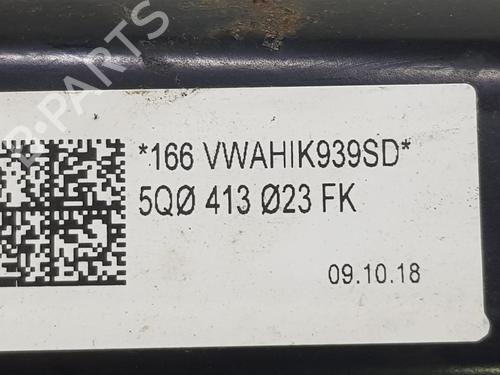 B-PARTS
*166 VWAHIK939SD*
5QØ 413 Ø23 FK
09.10.18